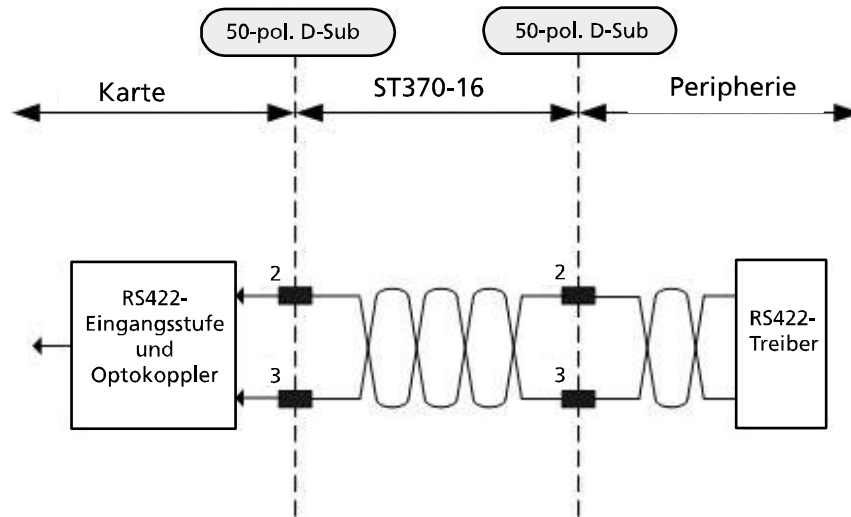 50-pol. D-Sub
50-pol. D-Sub
Karte
ST370-16
Peripherie
2
2
RS422-
Eingangsstufe
und
Optokoppler
RS422-
Treiber
3
3